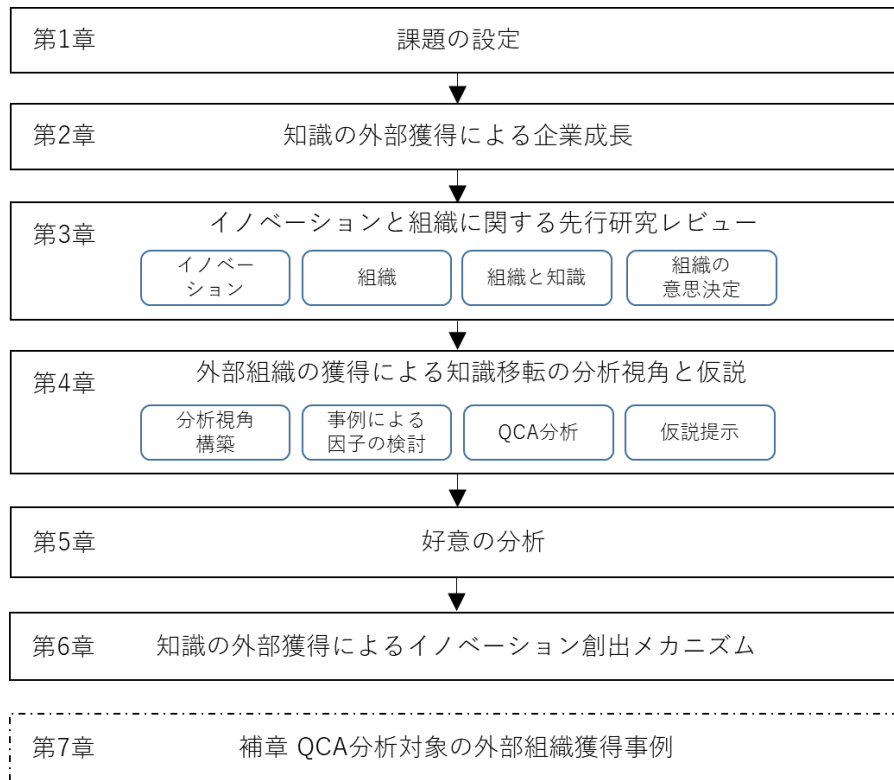 第1章 課題の設定
第2章 知識の外部獲得による企業成長
第3章 イノベーションと組織に関する先行研究レビュー
イノベー
ション
組織
組織と知識
組織の
意思決定
第4章 外部組織の獲得による知識移転の分析視角と仮説
分析視角
構築
事例による
因子の検討
QCA分析
仮説提示
第5章 好意の分析
第6章 知識の外部獲得によるイノベーション創出メカニズム
第7章 補章 QCA分析対象の外部組織獲得事例